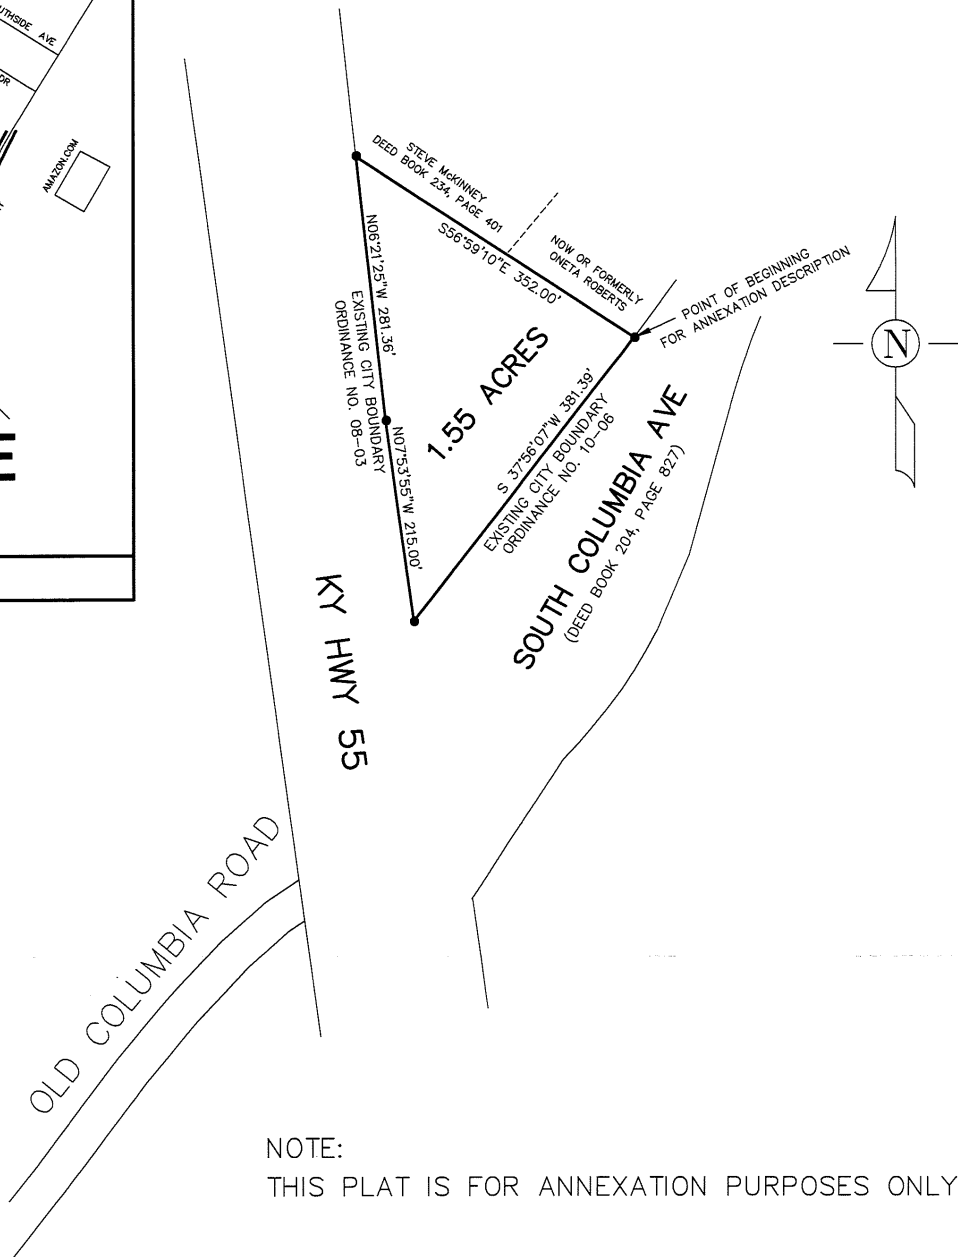 UTHSIDE AVE
DR
AMAZON.COM
STEVE McKINNEY
DEED BOOK 234, PAGE 401
S56°59'10"E 352.00'
NOW OR FORMERLY
ONETA ROBERTS
POINT OF BEGINNING
FOR ANNEXATION DESCRIPTION
N
N06°21'25"W 281.36'
EXISTING CITY BOUNDARY
ORDINANCE NO. 08-03
1.55 ACRES
N07°53'55"W 215.00'
S 37°56'07"W 381.39'
EXISTING CITY BOUNDARY
ORDINANCE NO. 10-06
SOUTH COLUMBIA AVE
(DEED BOOK 204, PAGE 827)
KY HWY 55
OLD COLUMBIA ROAD
NOTE:
THIS PLAT IS FOR ANNEXATION PURPOSES ONLY